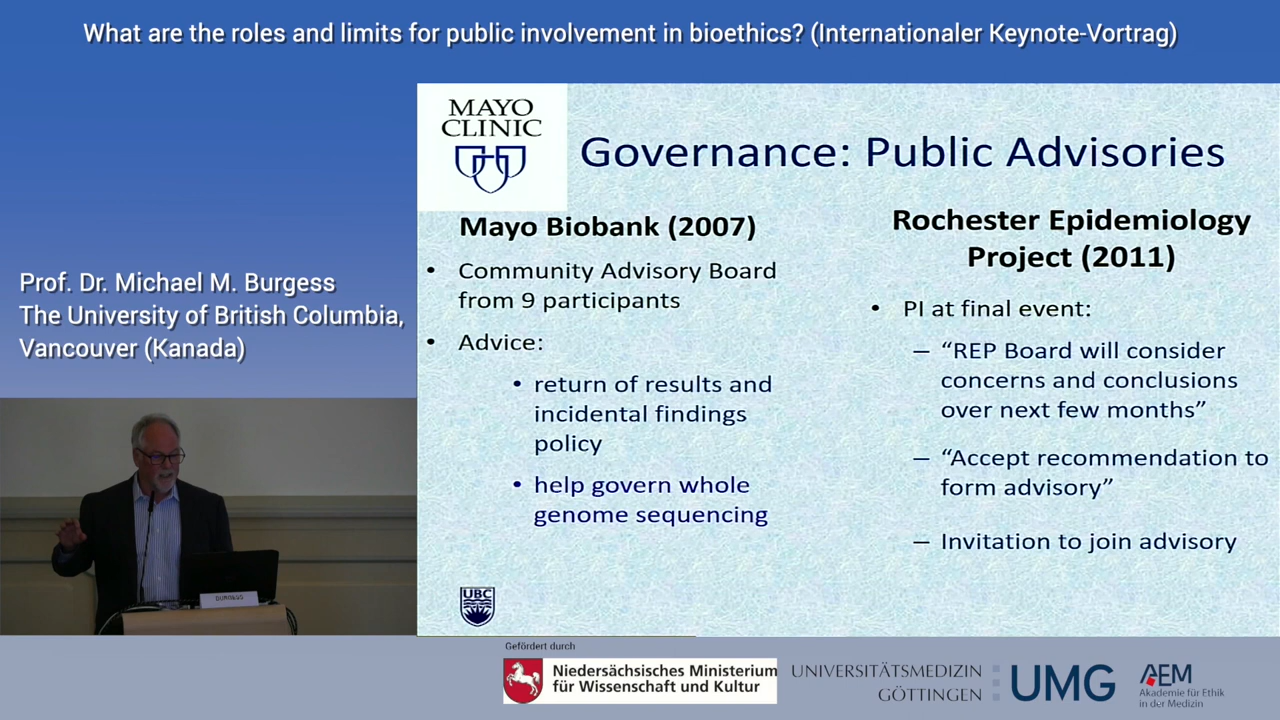 What are the roles and limits for public involvement in bioethics? (Internationaler Keynote-Vortrag)
Prof. Dr. Michael M. Burgess
The University of British Columbia,
Vancouver (Kanada)
BURGESS
MAYO
CLINIC
Governance: Public Advisories
Mayo Biobank (2007)
• Community Advisory Board
from 9 participants
• Advice:
• return of results and
incidental findings
policy
• help govern whole
genome sequencing
Rochester Epidemiology
Project (2011)
• PI at final event:
– “REP Board will consider
concerns and conclusions
over next few months”
– “Accept recommendation to
form advisory”
– Invitation to join advisory
UBC
Gefördert durch
Niedersächsisches Ministerium
für Wissenschaft und Kultur
UNIVERSITÄTSMEDIZIN
GÖTTINGEN
UMG
AEM
Akademie für Ethik
in der Medizin